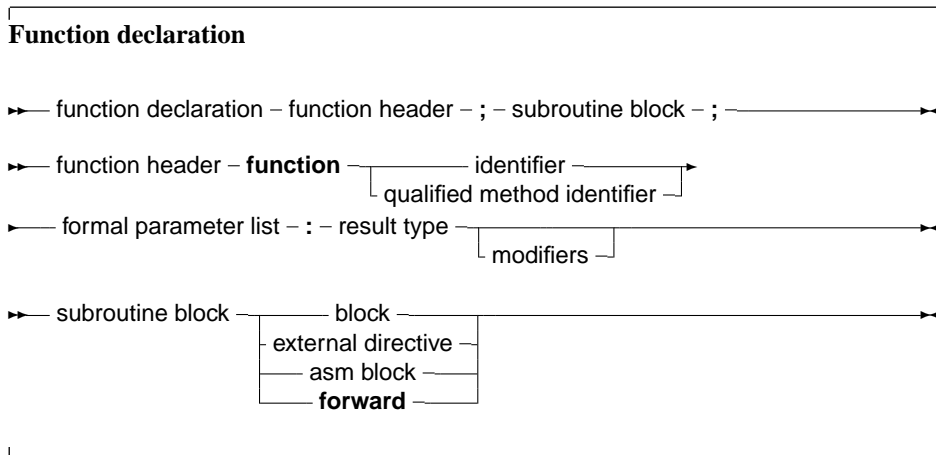 Function declaration
function declaration – function header – ; – subroutine block – ;
function header – function identifier
qualified method identifier
formal parameter list – : – result type
modifiers
subroutine block block
external directive
asm block
forward